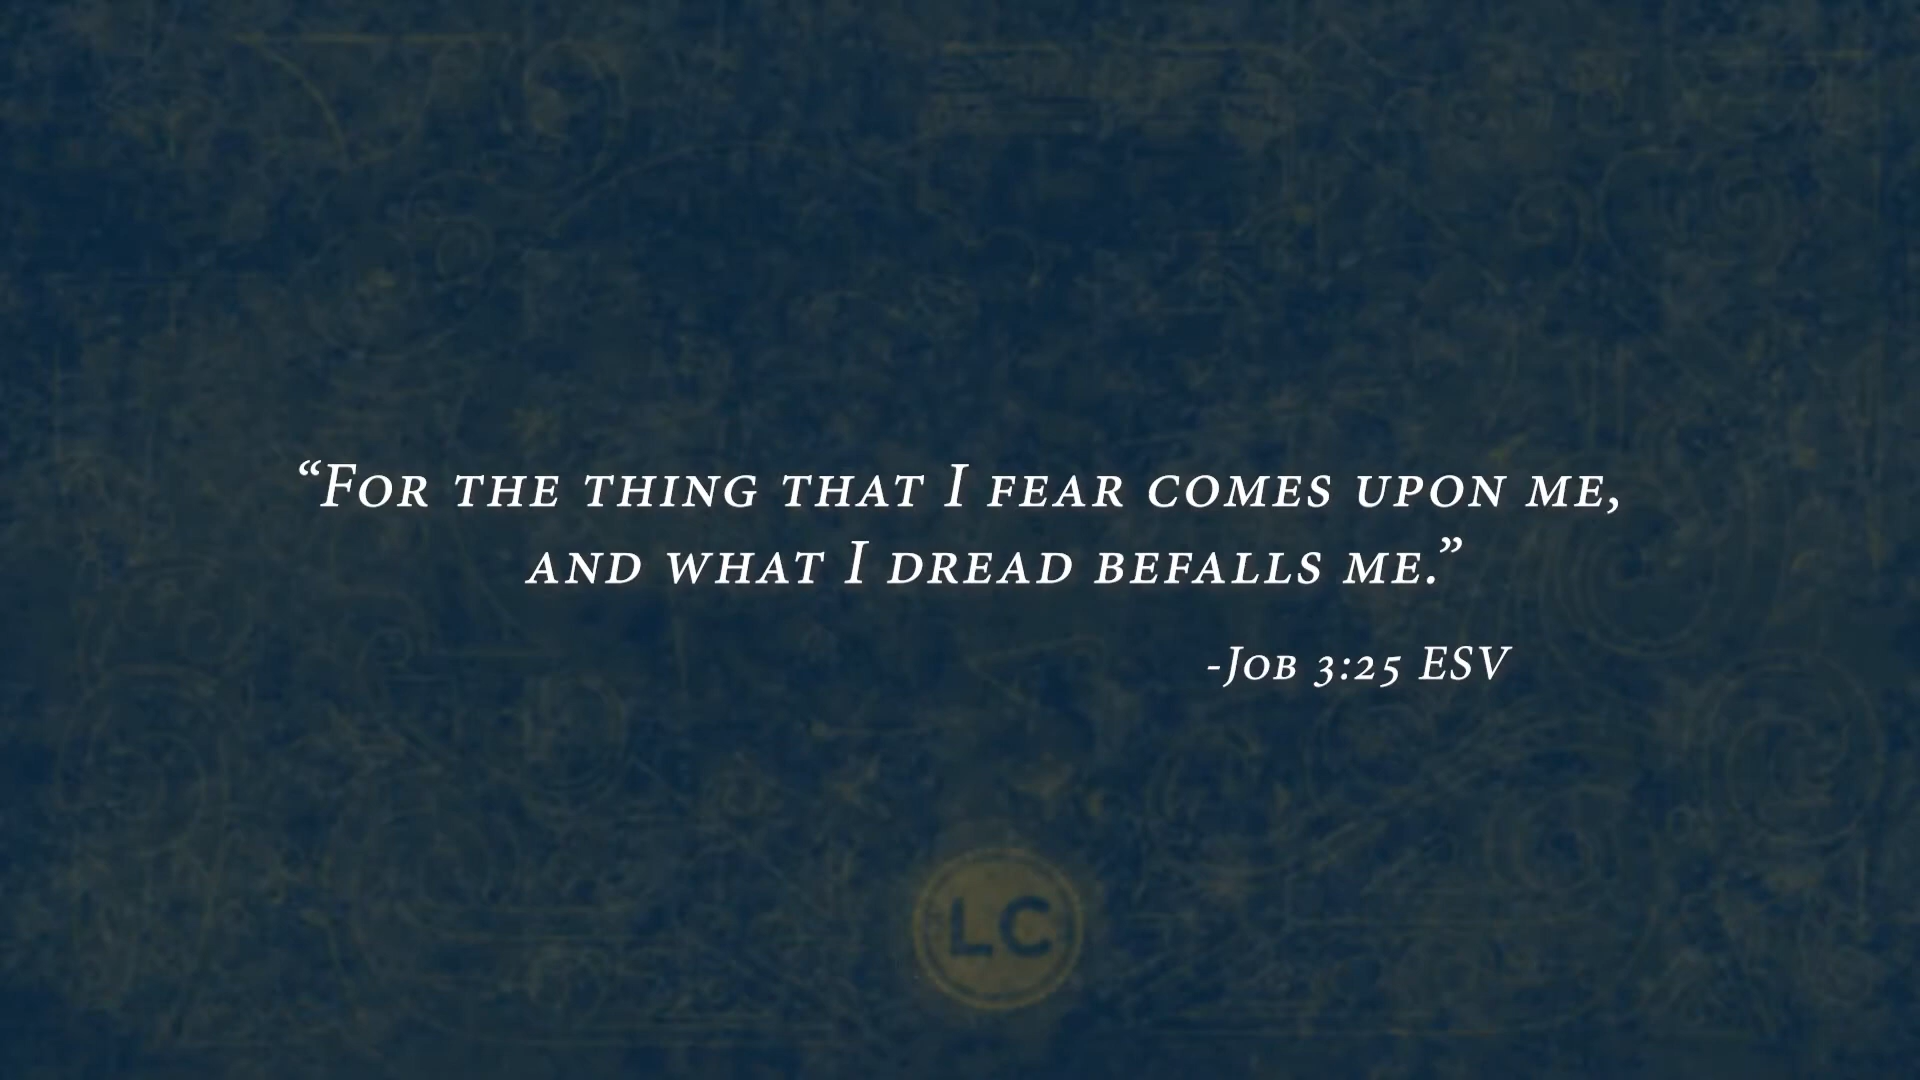 “For the thing that I fear comes upon me,
and what I dread befalls me.”
-Job 3:25 ESV
LC